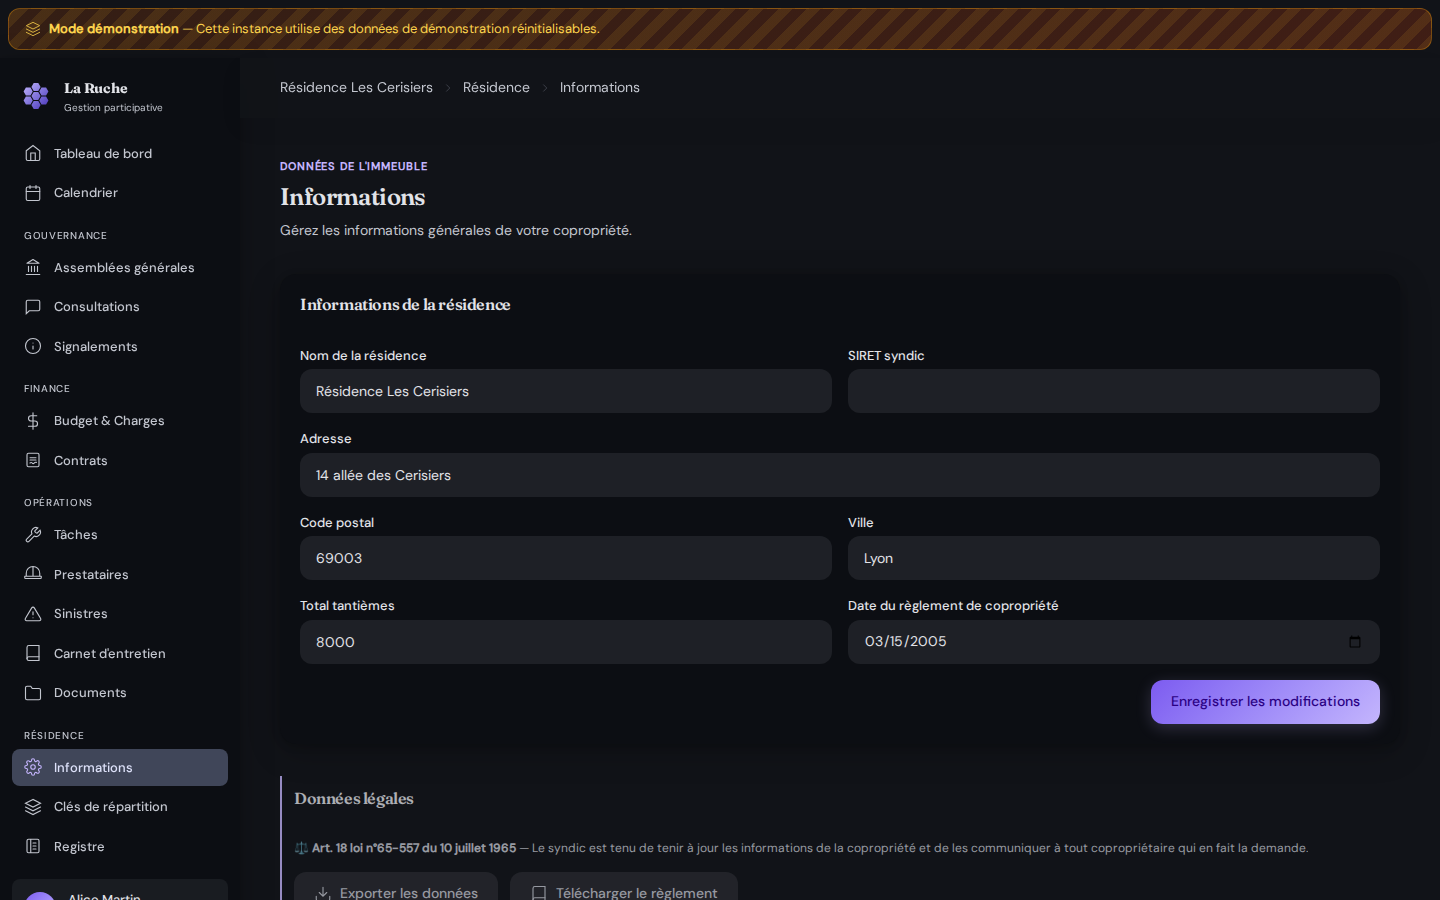 Mode démonstration — Cette instance utilise des données de démonstration réinitialisables.
La Ruche
Gestion participative
Tableau de bord
Calendrier
GOUVERNANCE
Assemblées générales
Consultations
Signalements
FINANCE
Budget & Charges
Contrats
OPÉRATIONS
Tâches
Prestataires
Sinistres
Carnet d'entretien
Documents
RÉSIDENCE
Informations
Clés de répartition
Registre
Alice Martin
Résidence Les Cerisiers > Résidence > Informations
DONNÉES DE L'IMMEUBLE
Informations
Gérez les informations générales de votre copropriété.
Informations de la résidence
Nom de la résidence
Résidence Les Cerisiers
SIRET syndic
Adresse
14 allée des Cerisiers
Code postal
69003
Ville
Lyon
Total tantièmes
8000
Date du règlement de copropriété
03/15/2005
Enregistrer les modifications
Données légales
Art. 18 loi n°65-557 du 10 juillet 1965 — Le syndic est tenu de tenir à jour les informations de la copropriété et de les communiquer à tout copropriétaire qui en fait la demande.
Exporter les données
Télécharger le règlement